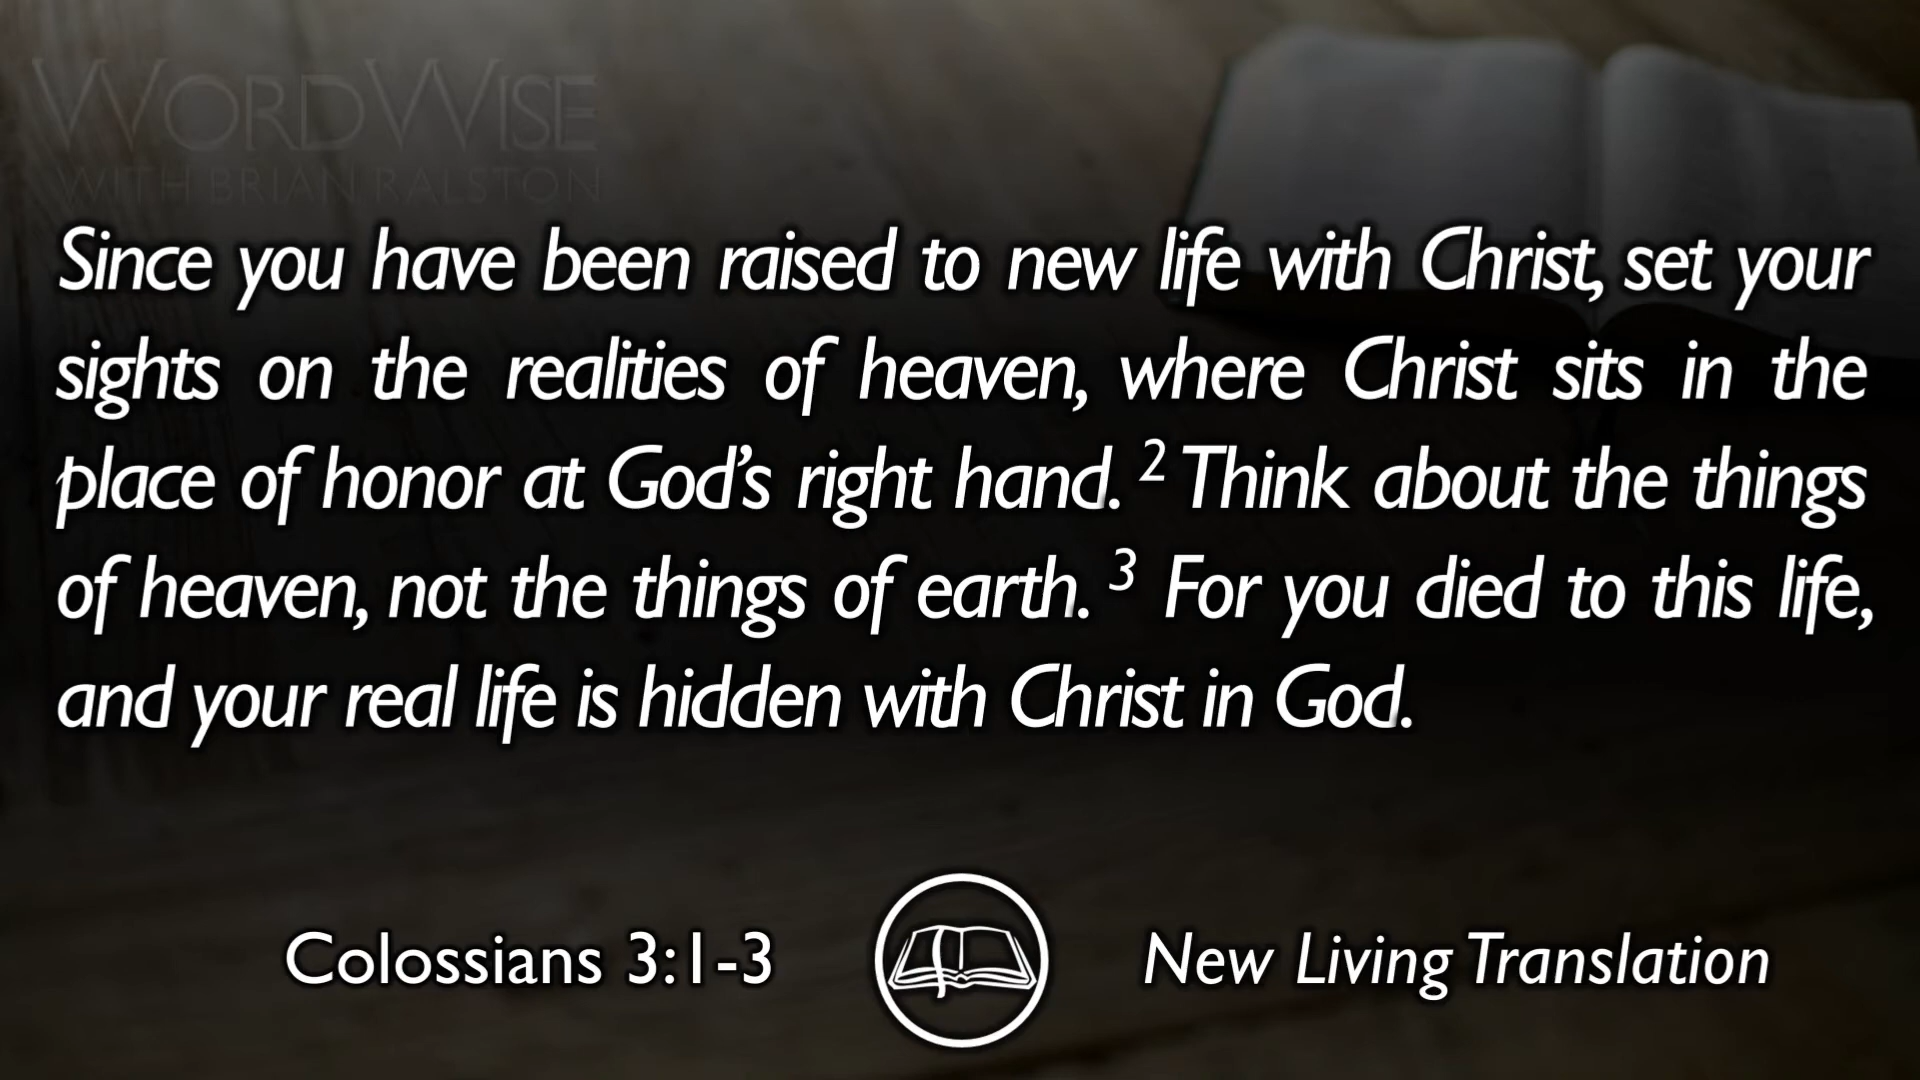 WORDWISE
WITH BRIAN RALSTON
Since you have been raised to new life with Christ, set your
sights on the realities of heaven, where Christ sits in the
place of honor at God’s right hand. 2 Think about the things
of heaven, not the things of earth. 3 For you died to this life,
and your real life is hidden with Christ in God.
Colossians 3:1-3
New Living Translation